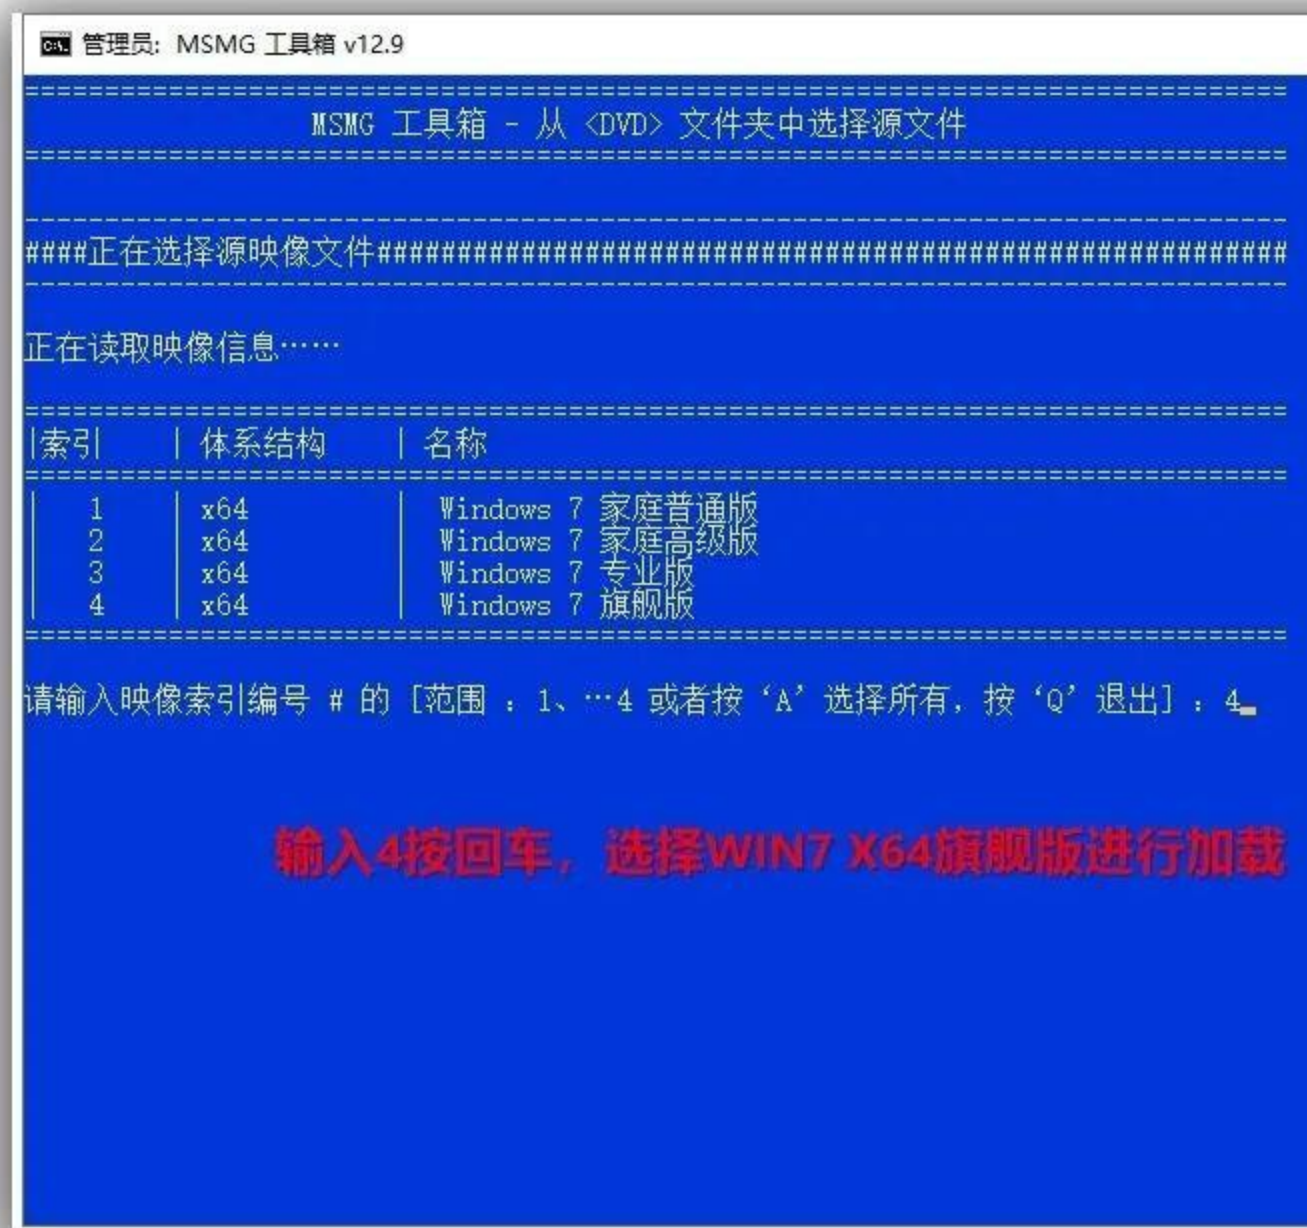 管理员: MSMG 工具箱 v12.9
===============================================================================
MSMG 工具箱 - 从 <DVD> 文件夹中选择源文件
===============================================================================
-------------------------------------------------------------------------------
####正在选择源映像文件#########################################################
-------------------------------------------------------------------------------
正在读取映像信息……
===============================================================================
|索引 | 体系结构 | 名称
===============================================================================
| 1 | x64 | Windows 7 家庭普通版
| 2 | x64 | Windows 7 家庭高级版
| 3 | x64 | Windows 7 专业版
| 4 | x64 | Windows 7 旗舰版
===============================================================================
请输入映像索引编号 # 的 [范围 : 1、…4 或者按‘A’选择所有, 按‘Q’退出] : 4
输入4按回车，选择WIN7 X64旗舰版进行加载